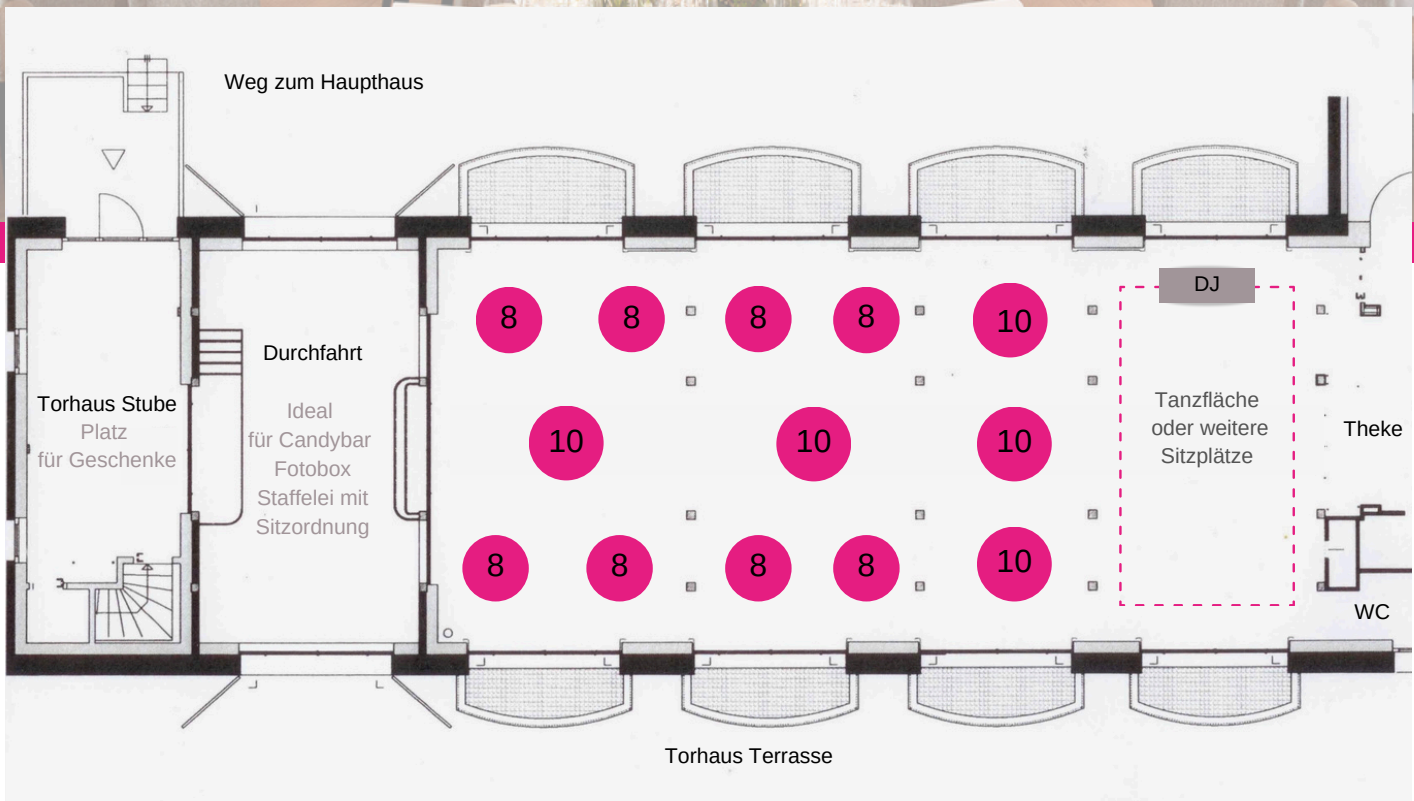 Weg zum Haupthaus
DJ
8
8
8
8
10
Durchfahrt
Ideal
für Candybar
Fotobox
Staffelei mit
Sitzordnung
Torhaus Stube
Platz
für Geschenke
10
10
10
Tanzfläche
oder weitere
Sitzplätze
Theke
8
8
8
8
10
WC
Torhaus Terrasse